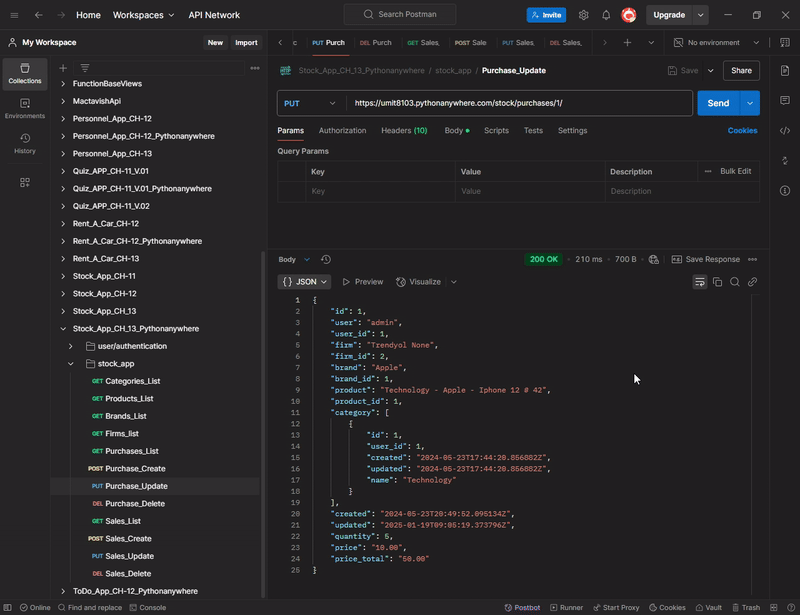 Home
Workspaces
API Network
Search Postman
Invite
Upgrade
My Workspace
New
Import
PURCH
PUT Purch
DEL Purch
GET Sales
POST Sale
PUT Sales
DEL Sales
No environment
Collections
Environments
History
FunctionBaseViews
MactavishApi
Personnel_App_CH-12
Personnel_App_CH-12_Pythonanywhere
Personnel_App_CH-13
Quiz_APP_CH-11_V.01
Quiz_APP_CH-11_V.01_Pythonanywhere
Quiz_APP_CH-11_V.02
Rent_A_Car_CH-12
Rent_A_Car_CH-12_Pythonanywhere
Rent_A_Car_CH-13
Stock_App_CH-11
Stock_App_CH-12
Stock_App_CH_13
Stock_App_CH_13_Pythonanywhere
user/authentication
stock_app
GET Categories_List
GET Products_List
GET Brands_List
GET Firms_list
GET Purchases_List
POST Purchase_Create
PUT Purchase_Update
DEL Purchase_Delete
GET Sales_List
POST Sales_Create
PUT Sales_Update
DEL Sales_Delete
ToDo_App_CH-12_Pythonanywhere
Stock_App_CH_13_Pythonanywhere / stock_app / Purchase_Update
Save
Share
PUT
https://umit8103.pythonanywhere.com/stock/purchases/1/
Send
Params
Authorization
Headers (10)
Body
Scripts
Tests
Settings
Cookies
Query Params
Key
Value
Description
Bulk Edit
Key
Value
Description
Body
200 OK
210 ms
700 B
Save Response
{} JSON
Preview
Visualize
1 {
2 "id": 1,
3 "user": "admin",
4 "user_id": 1,
5 "firm": "Trendyol None",
6 "firm_id": 2,
7 "brand": "Apple",
8 "brand_id": 1,
9 "product": "Technology - Apple - Iphone 12 # 42",
10 "product_id": 1,
11 "category": [
12 {
13 "id": 1,
14 "user_id": 1,
15 "created": "2024-05-23T17:44:20.856882Z",
16 "updated": "2024-05-23T17:44:20.856882Z",
17 "name": "Technology"
18 }
19 ],
20 "created": "2024-05-23T20:49:52.095134Z",
21 "updated": "2025-01-19T09:05:19.373796Z",
22 "quantity": 5,
23 "price": "10.00",
24 "price_total": "50.00"
25 }
Online
Find and replace
Console
Postbot
Runner
Start Proxy
Cookies
Vault
Trash